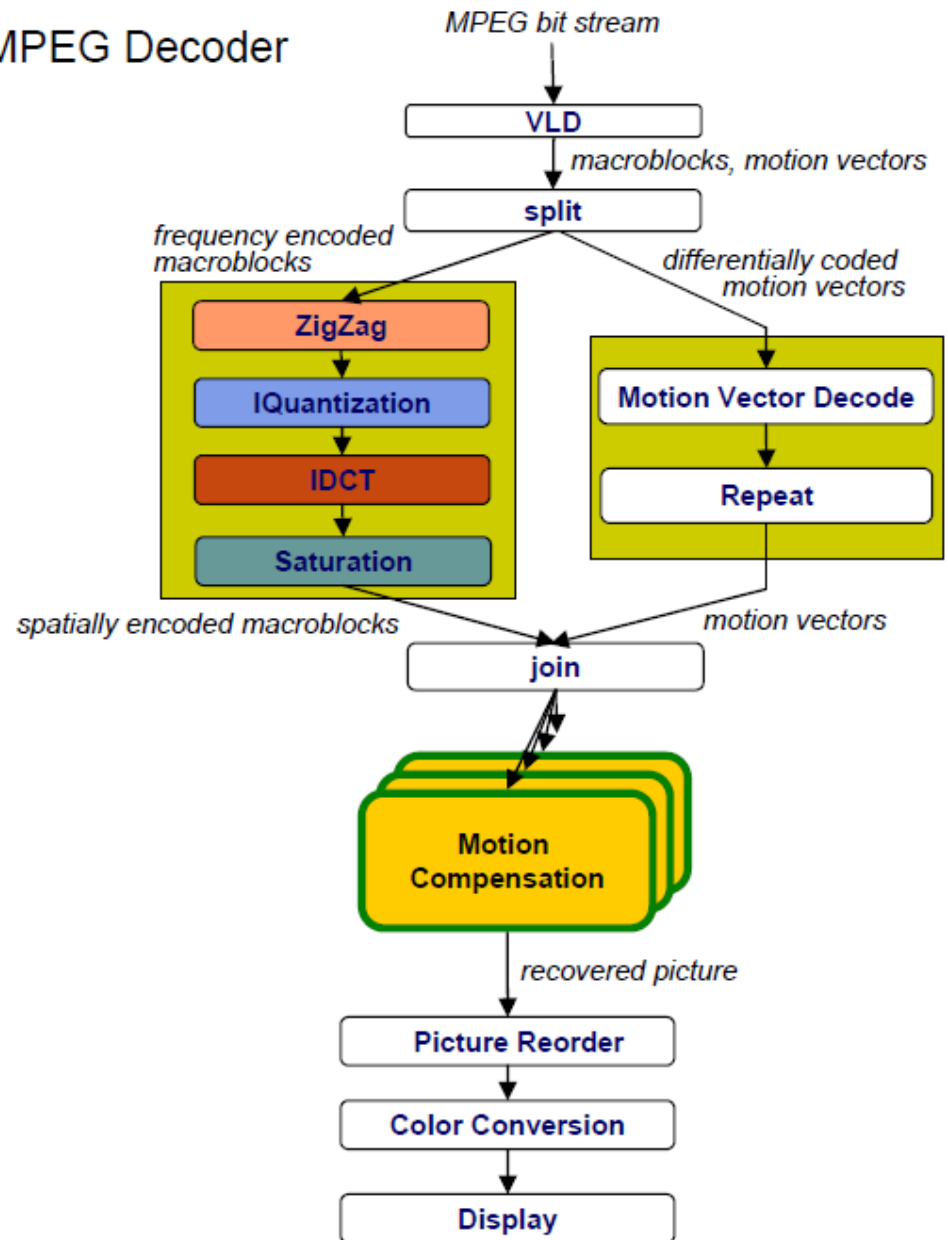 MPEG Decoder
MPEG bit stream
VLD
macroblocks, motion vectors
split
frequency encoded
macroblocks
differentially coded
motion vectors
ZigZag
IQuantization
IDCT
Saturation
Motion Vector Decode
Repeat
spatially encoded macroblocks
motion vectors
join
Motion
Compensation
recovered picture
Picture Reorder
Color Conversion
Display